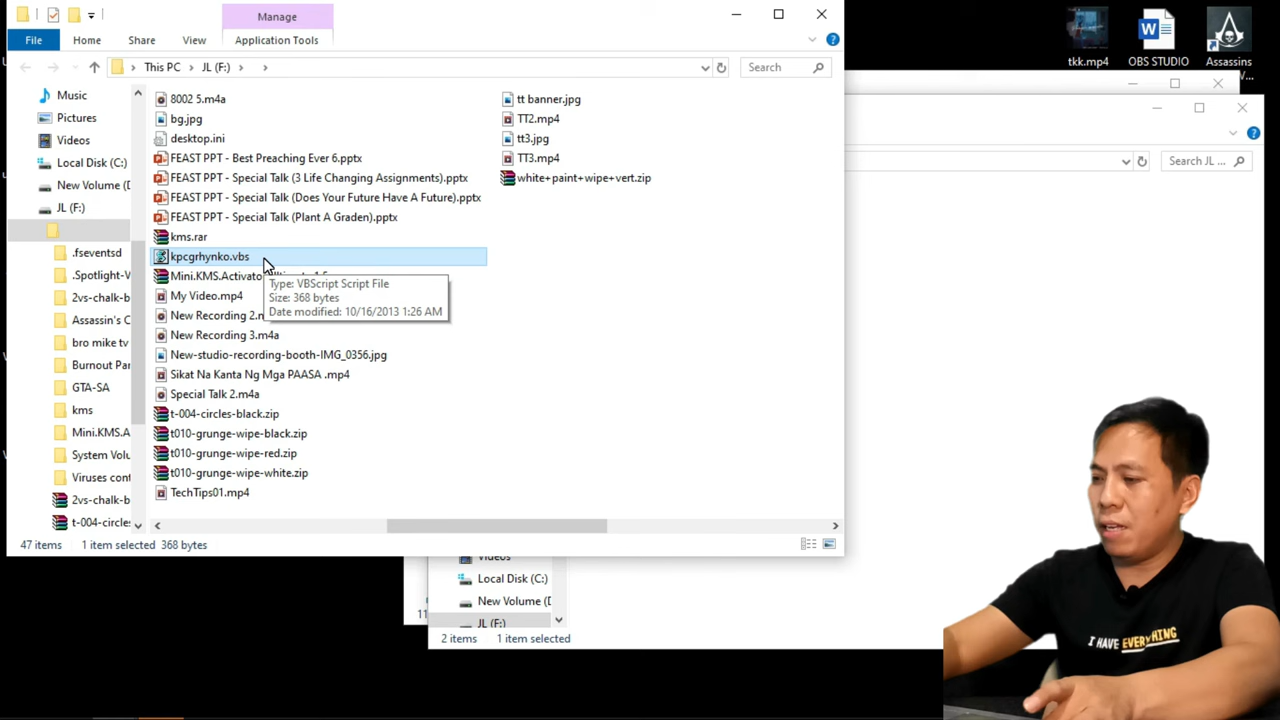 Manage
tkk.mp4
OBS STUDIO
Assassins
File
Home
Share
View
Application Tools
This PC
JL (F:)
Search
Search JL ...
Music
Pictures
Videos
Local Disk (C:)
New Volume (D
JL (F:)
.fseventsd
.Spotlight-V
2vs-chalk-b
Assassin's C
bro mike tv
Burnout Par
GTA-SA
kms
Mini.KMS.A
System Volu
Viruses cont
2vs-chalk-b
t-004-circles
8002 5.m4a
bg.jpg
desktop.ini
FEAST PPT - Best Preaching Ever 6.pptx
FEAST PPT - Special Talk (3 Life Changing Assignments).pptx
FEAST PPT - Special Talk (Does Your Future Have A Future).pptx
FEAST PPT - Special Talk (Plant A Graden).pptx
kms.rar
kpcgrhynko.vbs
My Video.mp4
New Recording 2.m
New Recording 3.m4a
New-studio-recording-booth-IMG_0356.jpg
Sikat Na Kanta Ng Mga PAASA .mp4
Special Talk 2.m4a
t-004-circles-black.zip
t010-grunge-wipe-black.zip
t010-grunge-wipe-red.zip
t010-grunge-wipe-white.zip
TechTips01.mp4
tt banner.jpg
TT2.mp4
tt3.jpg
TT3.mp4
white+paint+wipe+vert.zip
Type: VBScript Script File
Size: 368 bytes
Date modified: 10/16/2013 1:26 AM
47 items
1 item selected 368 bytes
Videos
Local Disk (C:)
New Volume (D
JL (F:)
2 items
1 item selected
I HAVE EVERYTHING